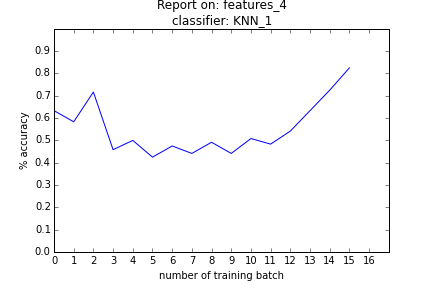 Report on: features_4
classifier: KNN_1
0.9
0.8
0.7
0.6
0.5
0.4
0.3
0.2
0.1
0.0
% accuracy
0 1 2 3 4 5 6 7 8 9 10 11 12 13 14 15 16
number of training batch